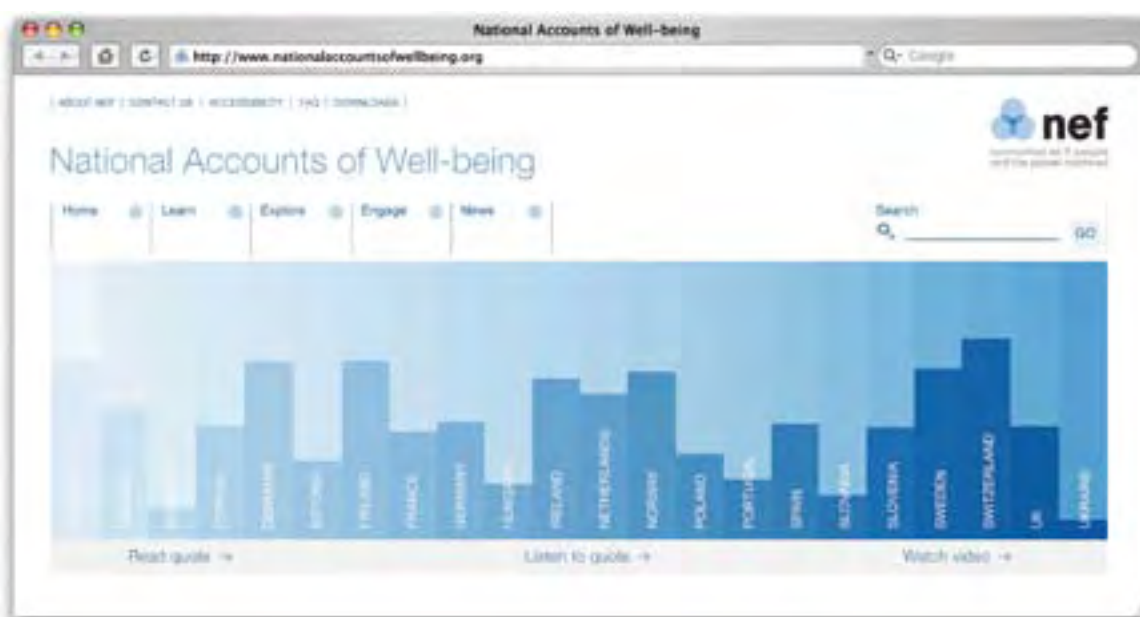 National Accounts of Well-being
http://www.nationalaccountsofwellbeing.org
Google
| ABOUT NEF | CONTACT US | ACCESSIBILITY | FAQ | DOWNLOADS |
nef
National Accounts of Well-being
Home
Learn
Explore
Engage
News
Search
GO
CYPRUS
DENMARK
ESTONIA
FINLAND
FRANCE
GERMANY
HUNGARY
IRELAND
NETHERLANDS
NORWAY
POLAND
PORTUGAL
SPAIN
SLOVAKIA
SLOVENIA
SWEDEN
SWITZERLAND
UK
UKRAINE
Read quote →
Listen to quote →
Watch video →